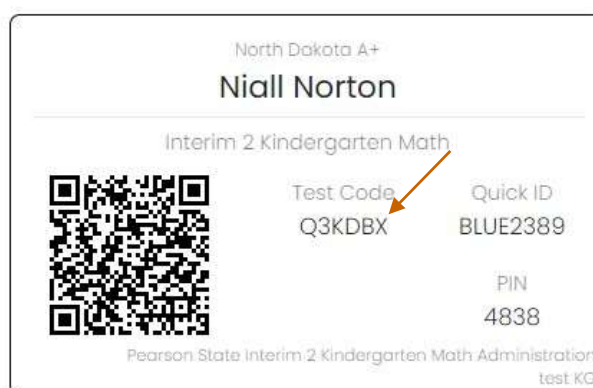 North Dakota A+
Niall Norton
Interim 2 Kindergarten Math
Test Code Quick ID
Q3KDBX BLUE2389
PIN
4838
Pearson State Interim 2 Kindergarten Math Administration
test KG